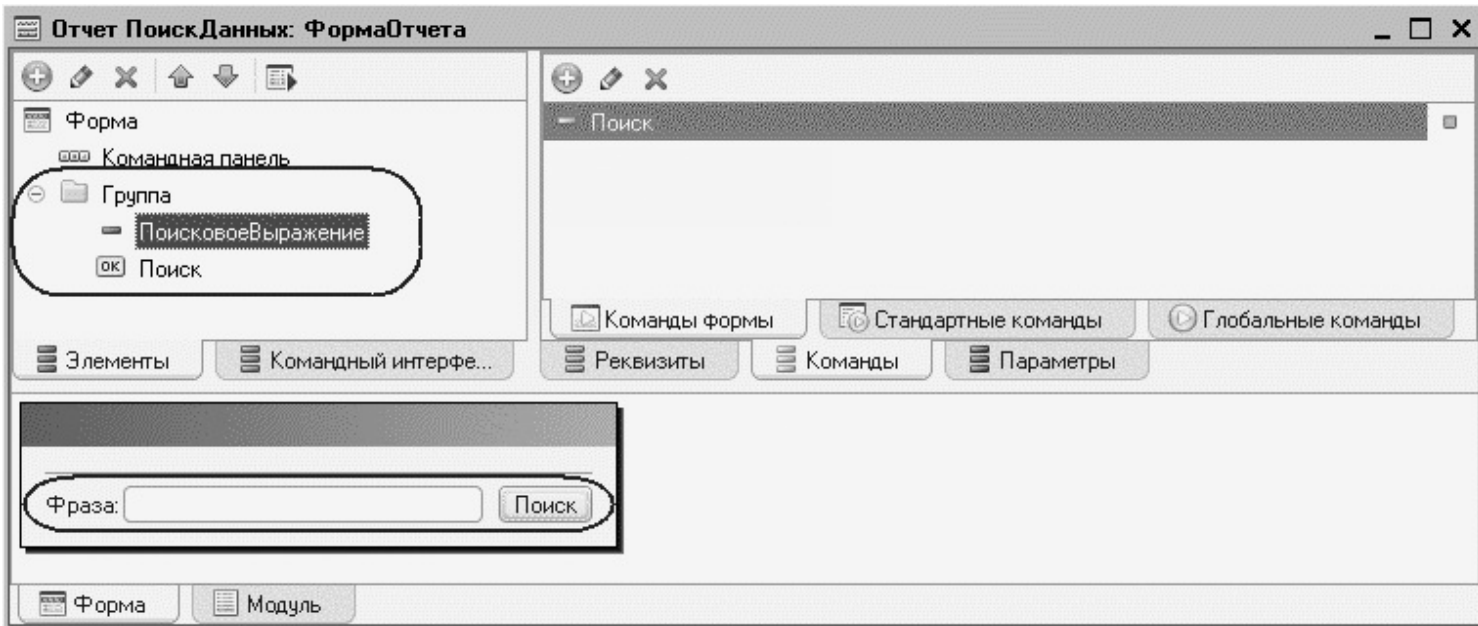 Отчет ПоискДанных: ФормаОтчета
Форма
Командная панель
Группа
ПоисковоеВыражение
OK Поиск
Поиск
Команды формы Стандартные команды Глобальные команды
Элементы Командный интерфе... Реквизиты Команды Параметры
Фраза: Поиск
Форма Модуль